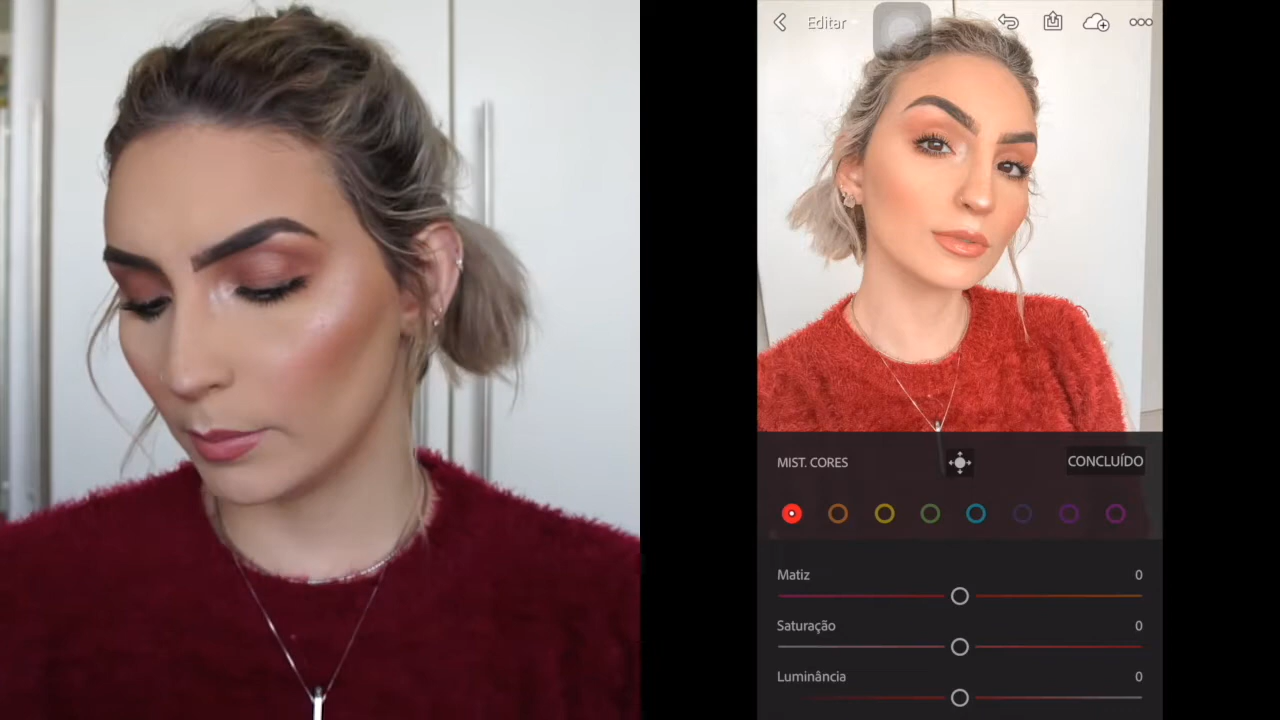 Editar
MIST. CORES
CONCLUÍDO
Matiz 0
Saturação 0
Luminância 0